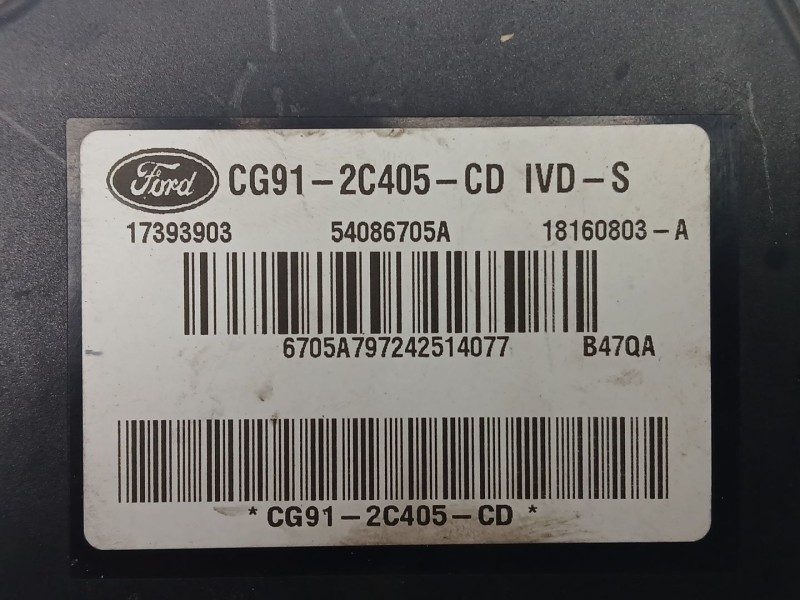 Ford CG91-2C405-CD IVD-S
17393903 54086705A 18160803-A
6705A797242514077 B47QA
* CG91-2C405-CD *